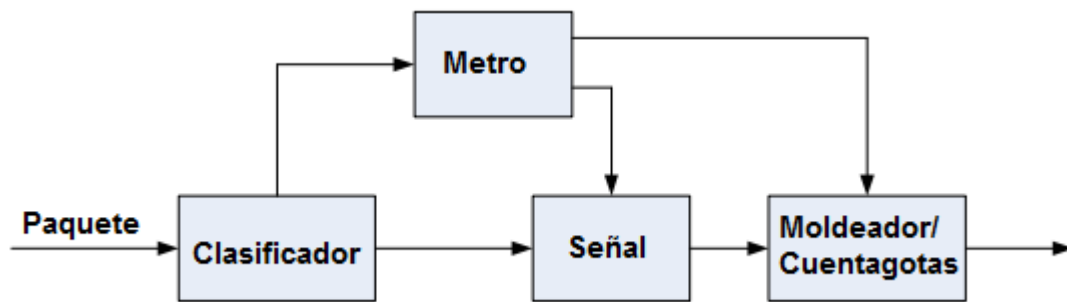 Metro
Paquete
Clasificador
Señal
Moldeador/
Cuentagotas